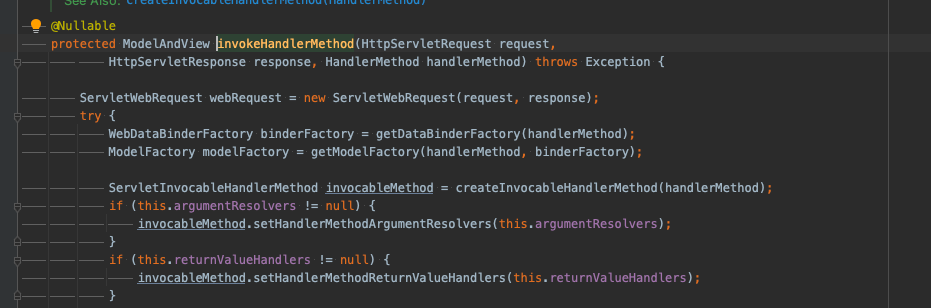 See Also: createInvocableHandlerMethod(HandlerMethod)
@Nullable
protected ModelAndView invokeHandlerMethod(HttpServletRequest request,
HttpServletResponse response, HandlerMethod handlerMethod) throws Exception {
ServletWebRequest webRequest = new ServletWebRequest(request, response);
try {
WebDataBinderFactory binderFactory = getDataBinderFactory(handlerMethod);
ModelFactory modelFactory = getModelFactory(handlerMethod, binderFactory);
ServletInvocableHandlerMethod invocableMethod = createInvocableHandlerMethod(handlerMethod);
if (this.argumentResolvers != null) {
invocableMethod.setHandlerMethodArgumentResolvers(this.argumentResolvers);
}
if (this.returnValueHandlers != null) {
invocableMethod.setHandlerMethodReturnValueHandlers(this.returnValueHandlers);
}